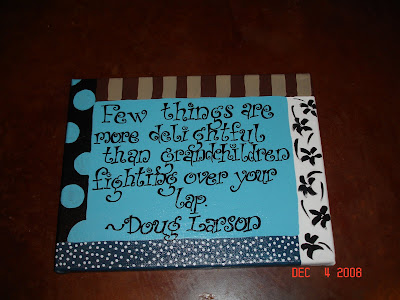 Few things are
more delightful
than grandchildren
fighting over your
lap.
~Doug Larson
DEC 4 2008